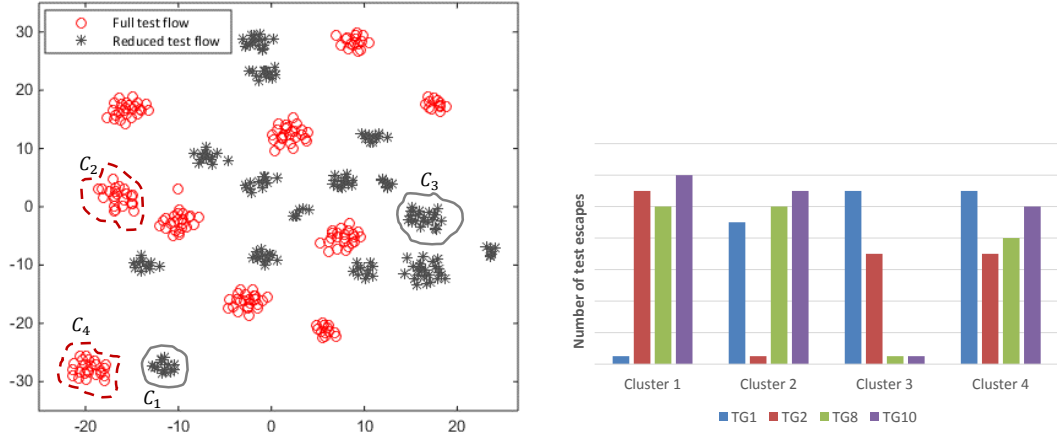 Full test flow
Reduced test flow
30
20
10
0
-10
-20
-30
-20
-10
0
10
20
C2
C3
C4
C1
Number of test escapes
Cluster 1
Cluster 2
Cluster 3
Cluster 4
TG1
TG2
TG8
TG10